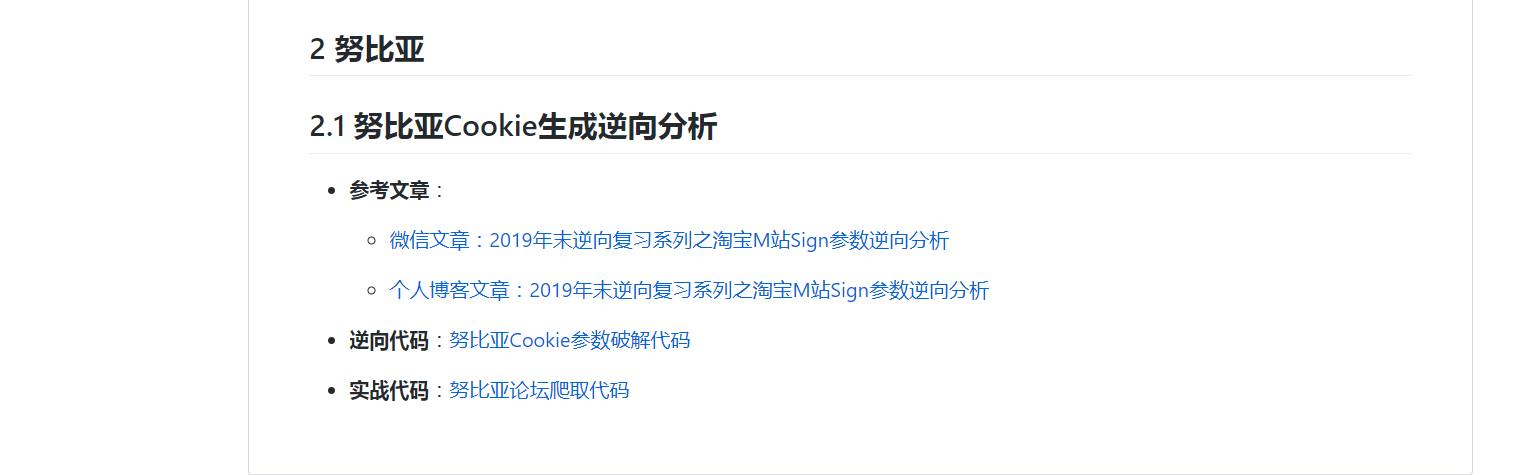 2 努比亚
2.1 努比亚Cookie生成逆向分析
参考文章：
微信文章：2019年末逆向复习系列之淘宝M站Sign参数逆向分析
个人博客文章：2019年末逆向复习系列之淘宝M站Sign参数逆向分析
逆向代码：努比亚Cookie参数破解代码
实战代码：努比亚论坛爬取代码